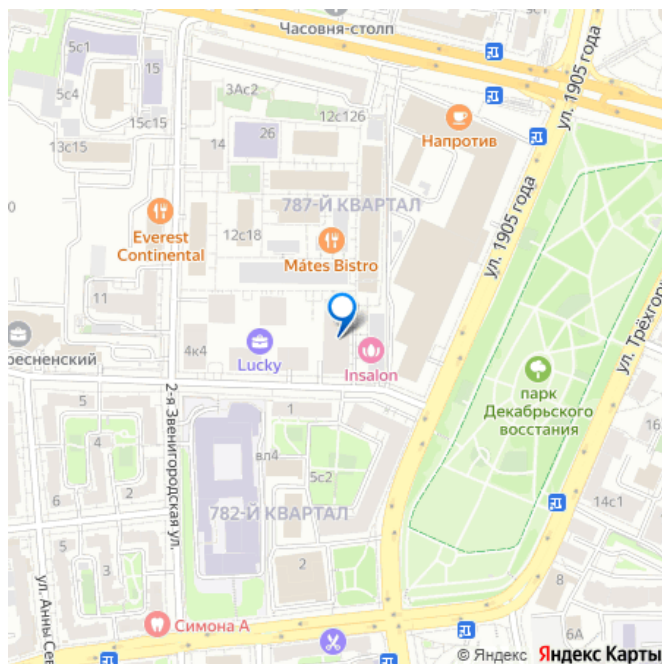 9с1
Часовня-столп
5с1
15
5с4
15с15
13с15
3Ас2
12с126
26
14
Напротив
ул. 1905 года
787-Й КВАРТАЛ
12с18
Everest
Continental
Mátes Bistro
ул. 1905 года
11
ресненский
4к4
Lucky
Insalon
ул. Трёхгор
парк
Декабрьского
восстания
2-я Звенигородская ул.
1
4
вл4
5с2
16
6
2
782-Й КВАРТАЛ
14с1
5
5
3
2
8
ул. Анны Сев
Симона А
6А
© Яндекс Яндекс Карты